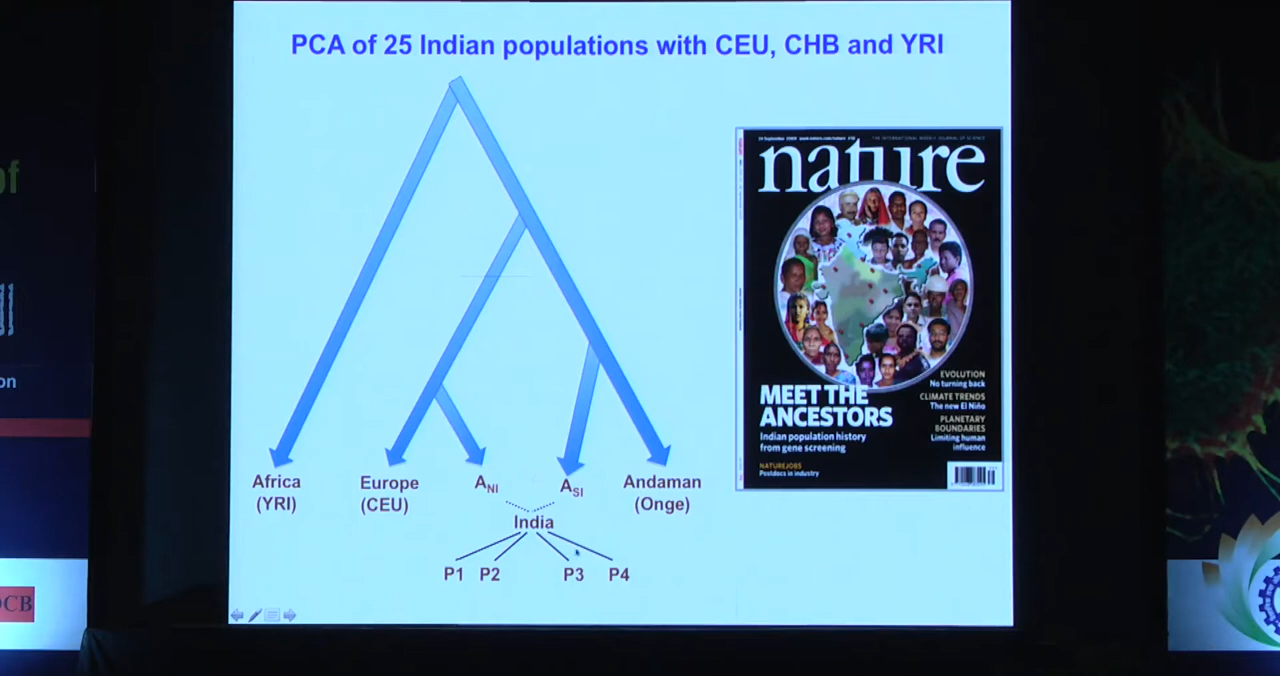 PCA of 25 Indian populations with CEU, CHB and YRI
Africa
(YRI)
Europe
(CEU)
ANI
ASI
Andaman
(Onge)
India
P1 P2 P3 P4
nature
THE INTERNATIONAL WEEKLY JOURNAL OF SCIENCE
EVOLUTION
No turning back
CLIMATE TRENDS
The new El Niño
PLANETARY
BOUNDARIES
Limiting human
influence
MEET THE
ANCESTORS
Indian population history
from gene screening
NATUREJOBS
Postdocs in industry
of
on
OCB